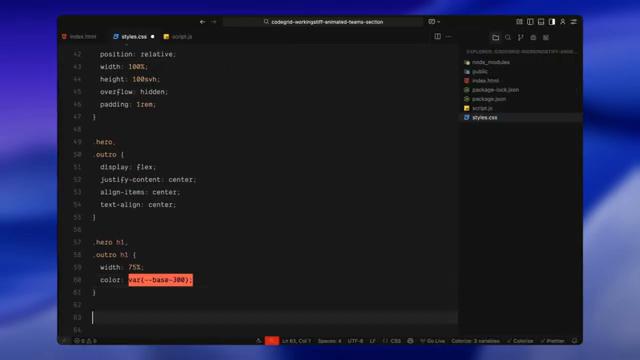 codegrid-workingstiff-animated-teams-section
index.html
styles.css
script.js
EXPLORER: CODEGRID-WORKINGSTIFF-ANIM...
node_modules
public
index.html
package-lock.json
package.json
script.js
styles.css
42 position: relative;
43 width: 100%;
44 height: 100svh;
45 overflow: hidden;
46 padding: 1rem;
47 }
48
49 .hero,
50 .outro {
51 display: flex;
52 justify-content: center;
53 align-items: center;
54 text-align: center;
55 }
56
57 .hero h1,
58 .outro h1 {
59 width: 75%;
60 color: var(--base-300);
61 }
62
63
64
0 0
Ln 63, Col 1
Spaces: 4
UTF-8
LF
{} CSS
Go Live
Colorize: 3 variables
Colorize
Prettier